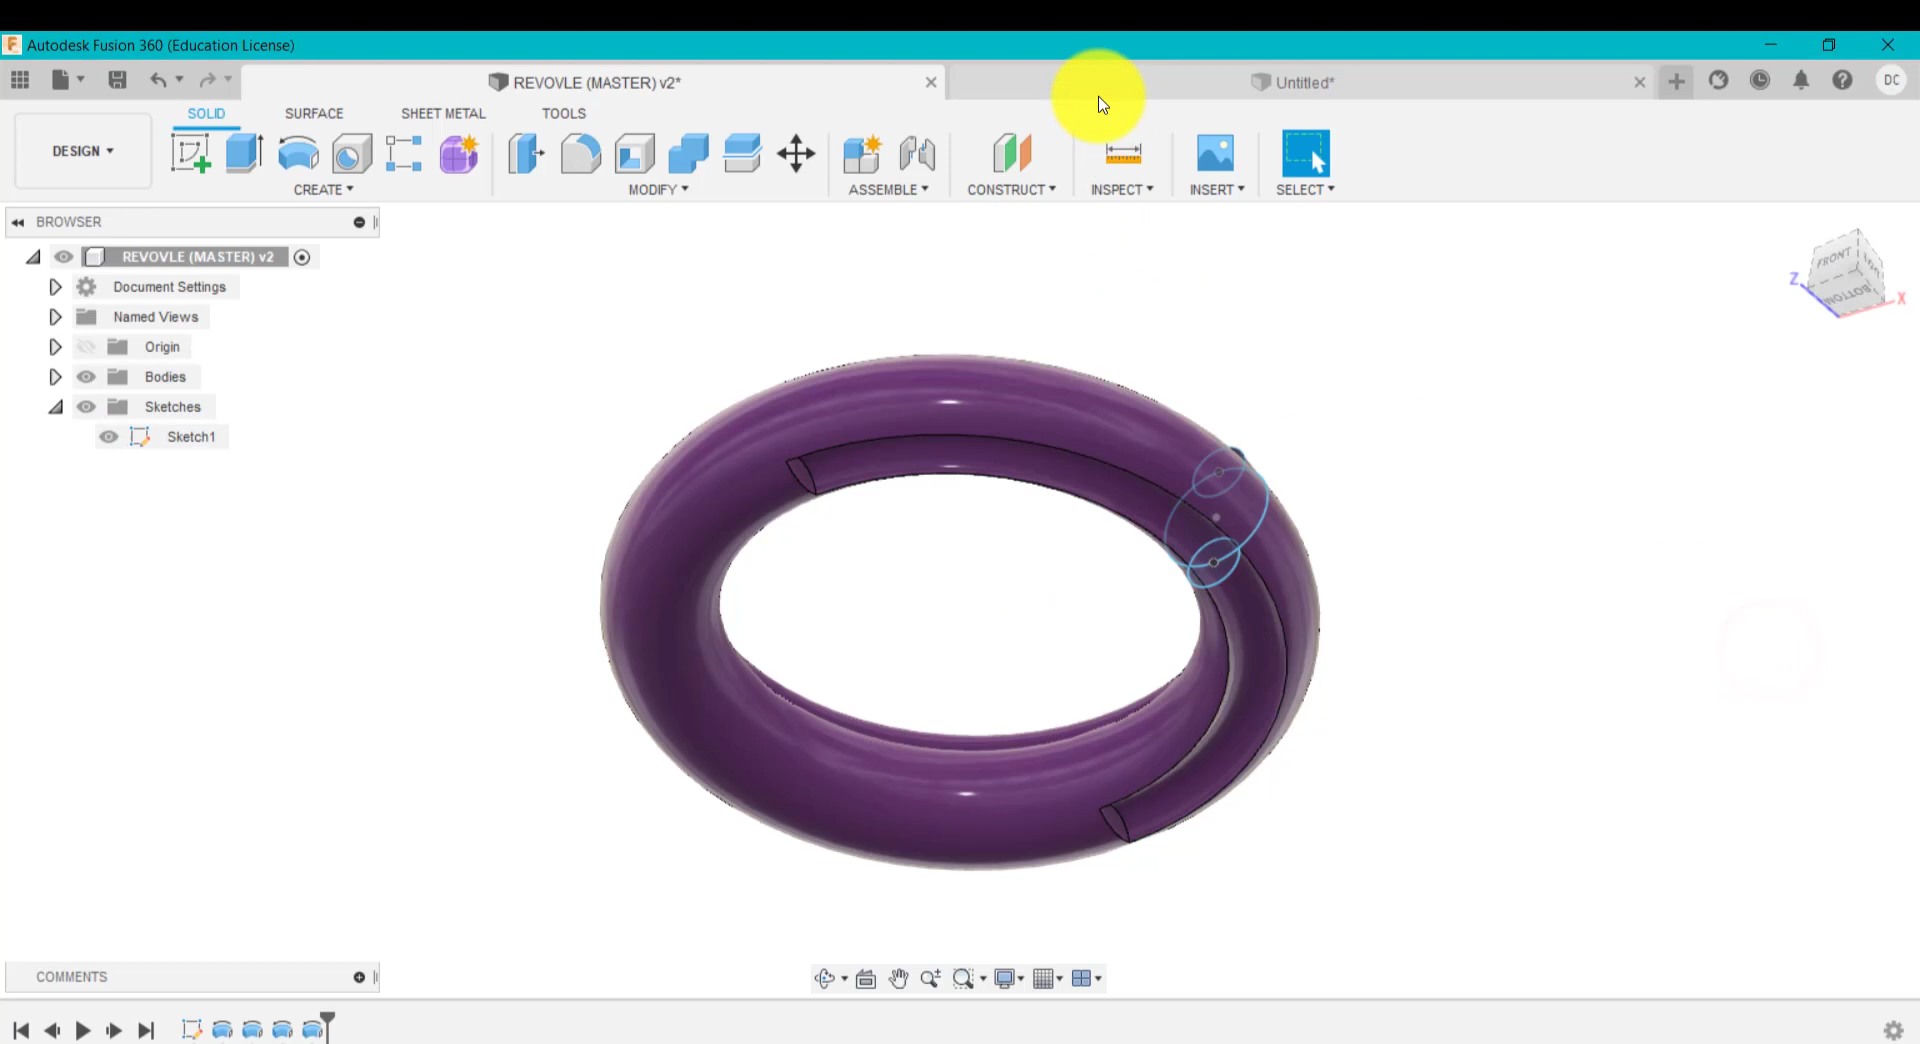 Autodesk Fusion 360 (Education License)
REVOVLE (MASTER) v2*
Untitled*
DC
SOLID
SURFACE
SHEET METAL
TOOLS
DESIGN
CREATE
MODIFY
ASSEMBLE
CONSTRUCT
INSPECT
INSERT
SELECT
BROWSER
REVOVLE (MASTER) v2
Document Settings
Named Views
Origin
Bodies
Sketches
Sketch1
FRONT
BOTTOM
Z
X
COMMENTS